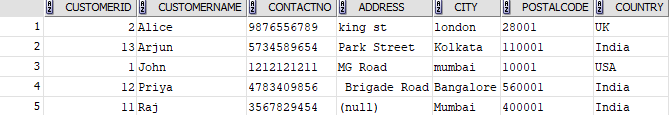 CUSTOMERID CUSTOMERNAME CONTACTNO ADDRESS CITY POSTALCODE COUNTRY
1 2 Alice 9876556789 king st london 28001 UK
2 13 Arjun 5734589654 Park Street Kolkata 110001 India
3 1 John 1212121211 MG Road mumbai 10001 USA
4 12 Priya 4783409856 Brigade Road Bangalore 560001 India
5 11 Raj 3567829454 (null) Mumbai 400001 India